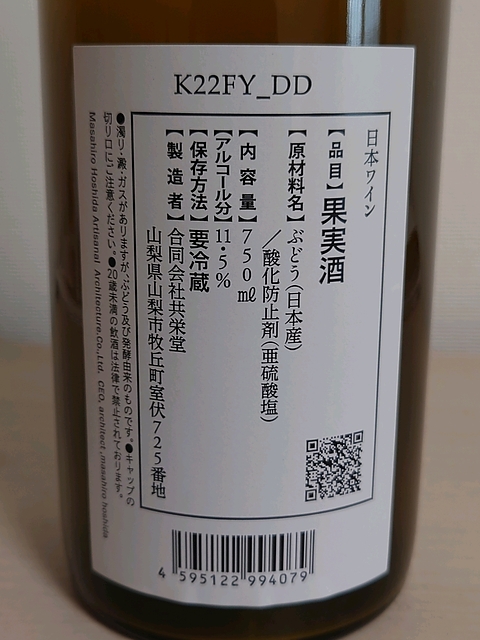 K22FY_DD
日本ワイン
【品目】果実酒
【原材料名】ぶどう(日本産)
／酸化防止剤(亜硫酸塩)
【内容量】750㎖
【アルコール分】11.5%
【保存方法】要冷蔵
【製造者】合同会社共栄堂
山梨県山梨市牧丘町室伏725番地
●濁り・澱・ガスがありますが、ぶどう及び発酵由来のものです。●キャップの
切り口にご注意ください。●20歳未満の飲酒は法律で禁止されております。
Masahiro Hoshida Artisanal Architecture.Co,.Ltd. CEO, architect ,masahiro hoshida
4 595122 994079